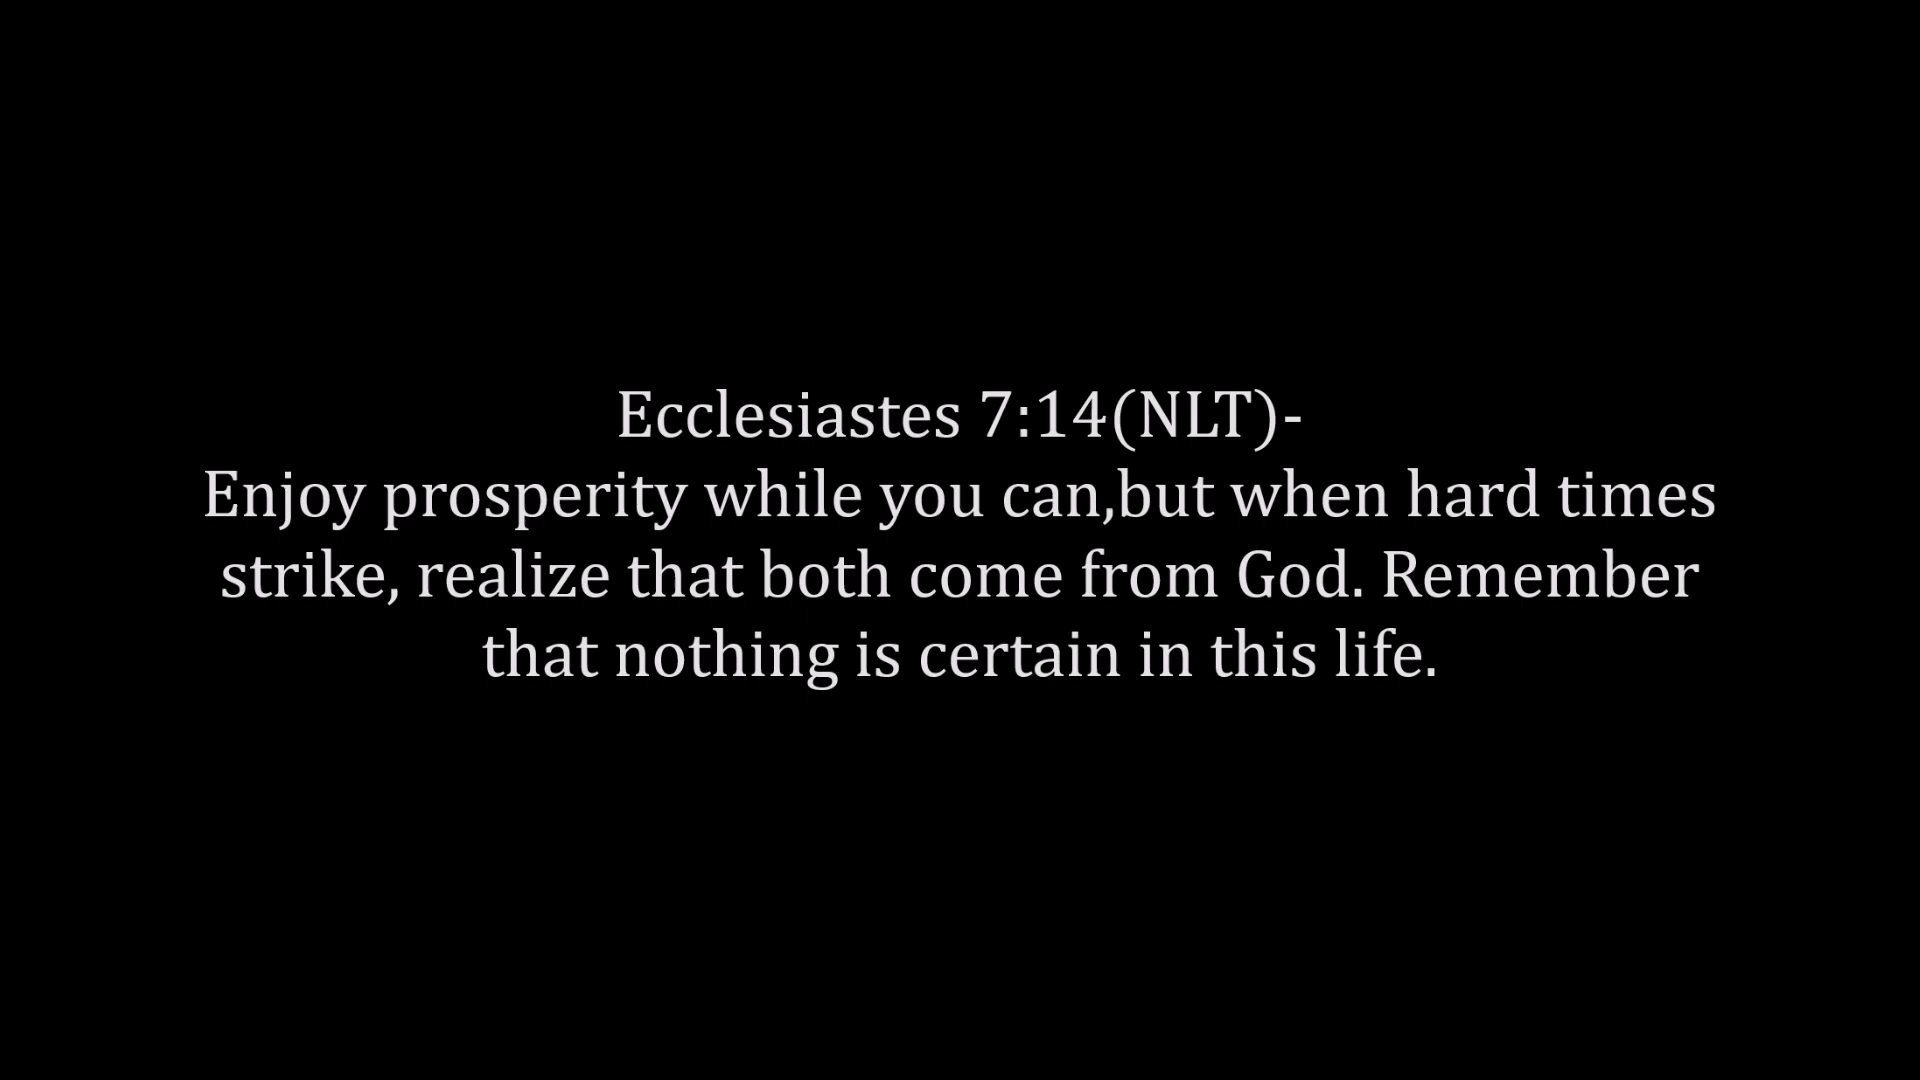 Ecclesiastes 7:14(NLT)-
Enjoy prosperity while you can,but when hard times
strike, realize that both come from God. Remember
that nothing is certain in this life.